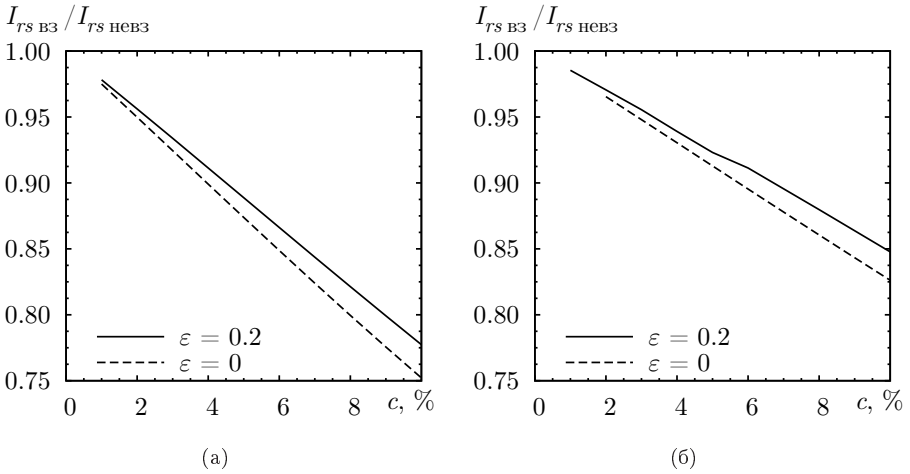 I_{rs вз}/I_{rs невз}
1.00
0.95
0.90
0.85
0.80
0.75
ε = 0.2
ε = 0
0 2 4 6 8 c, %
(а)
I_{rs вз}/I_{rs невз}
1.00
0.95
0.90
0.85
0.80
0.75
ε = 0.2
ε = 0
0 2 4 6 8 c, %
(б)